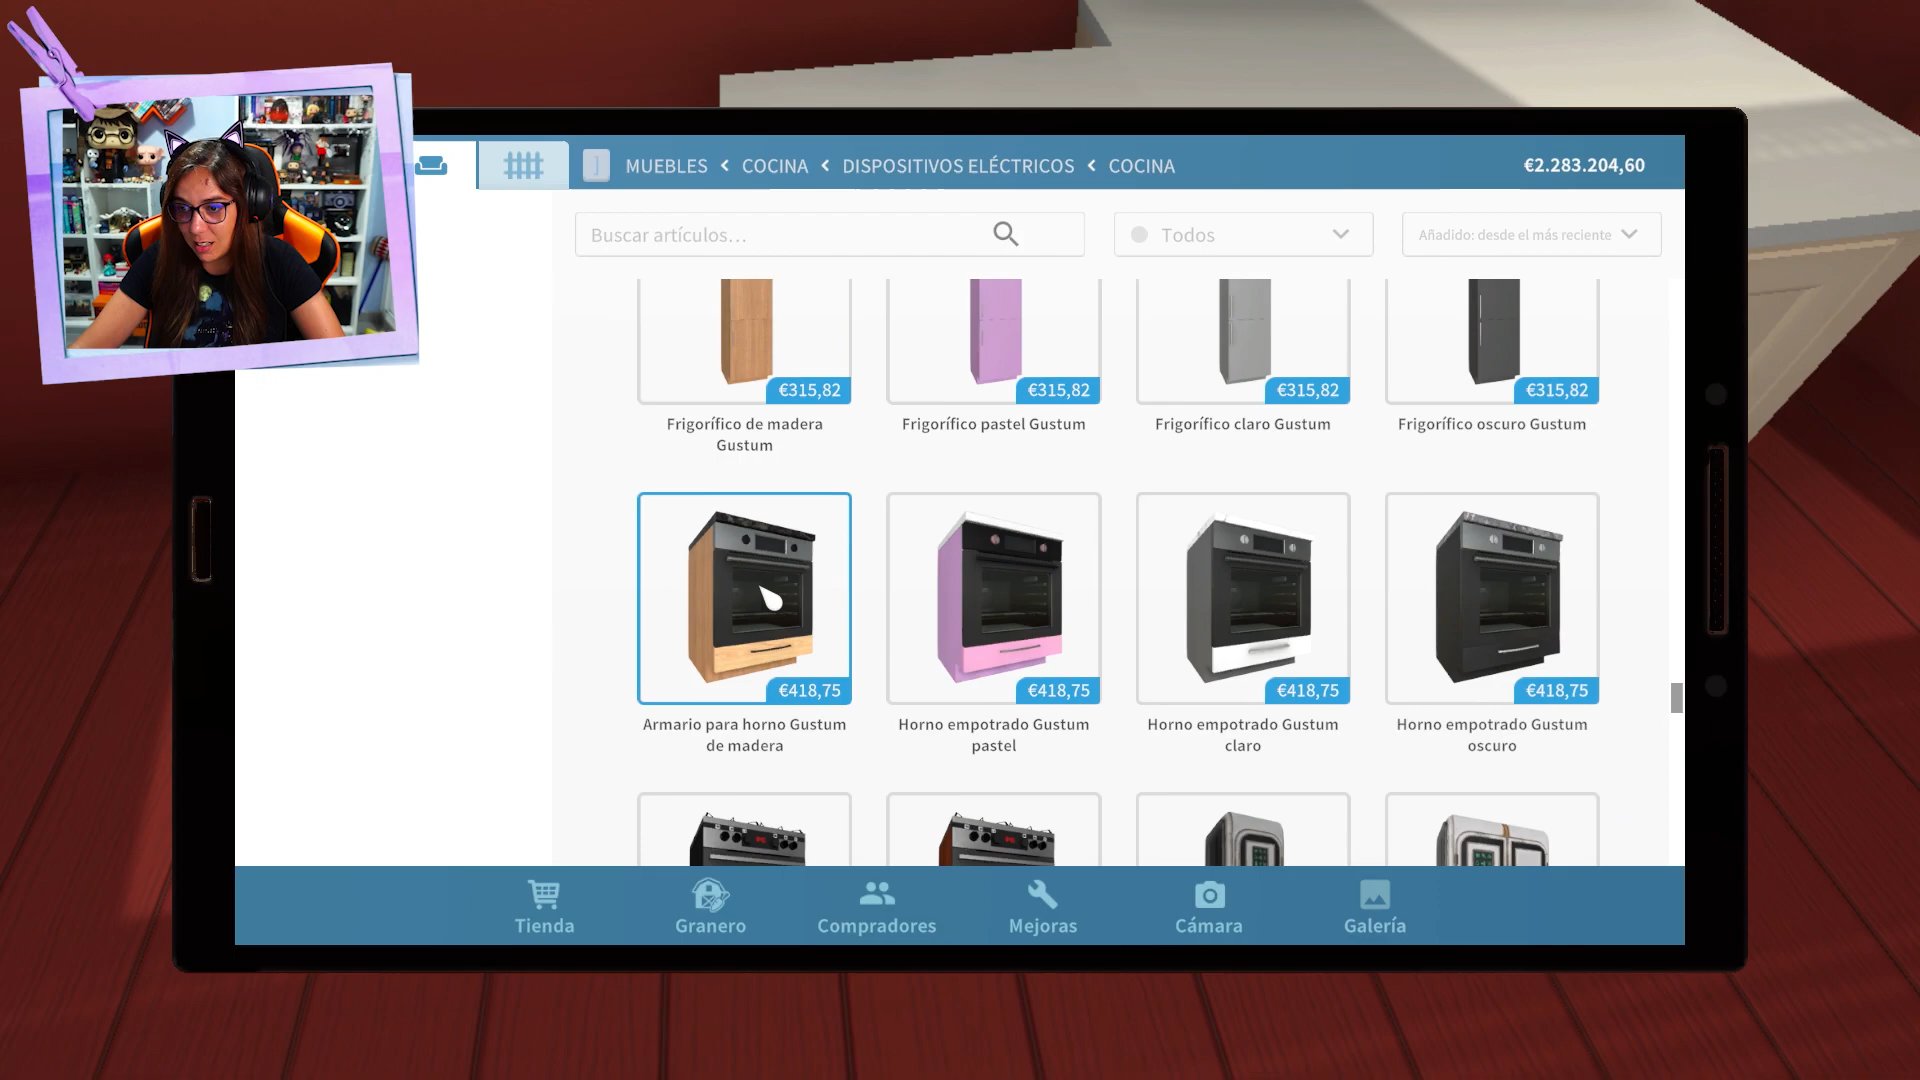 MUEBLES < COCINA < DISPOSITIVOS ELÉCTRICOS < COCINA
€2.283.204,60
Buscar artículos...
Todos
Añadido: desde el más reciente
€315,82
€315,82
€315,82
€315,82
Frigorífico de madera
Gustum
Frigorífico pastel Gustum
Frigorífico claro Gustum
Frigorífico oscuro Gustum
€418,75
€418,75
€418,75
€418,75
Armario para horno Gustum
de madera
Horno empotrado Gustum
pastel
Horno empotrado Gustum
claro
Horno empotrado Gustum
oscuro
Tienda
Granero
Compradores
Mejoras
Cámara
Galería